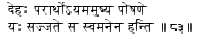 देहः परार्थोऽयममुष्य पोषणे
यः सज्जते स स्वमनेन हन्ति ॥८३॥